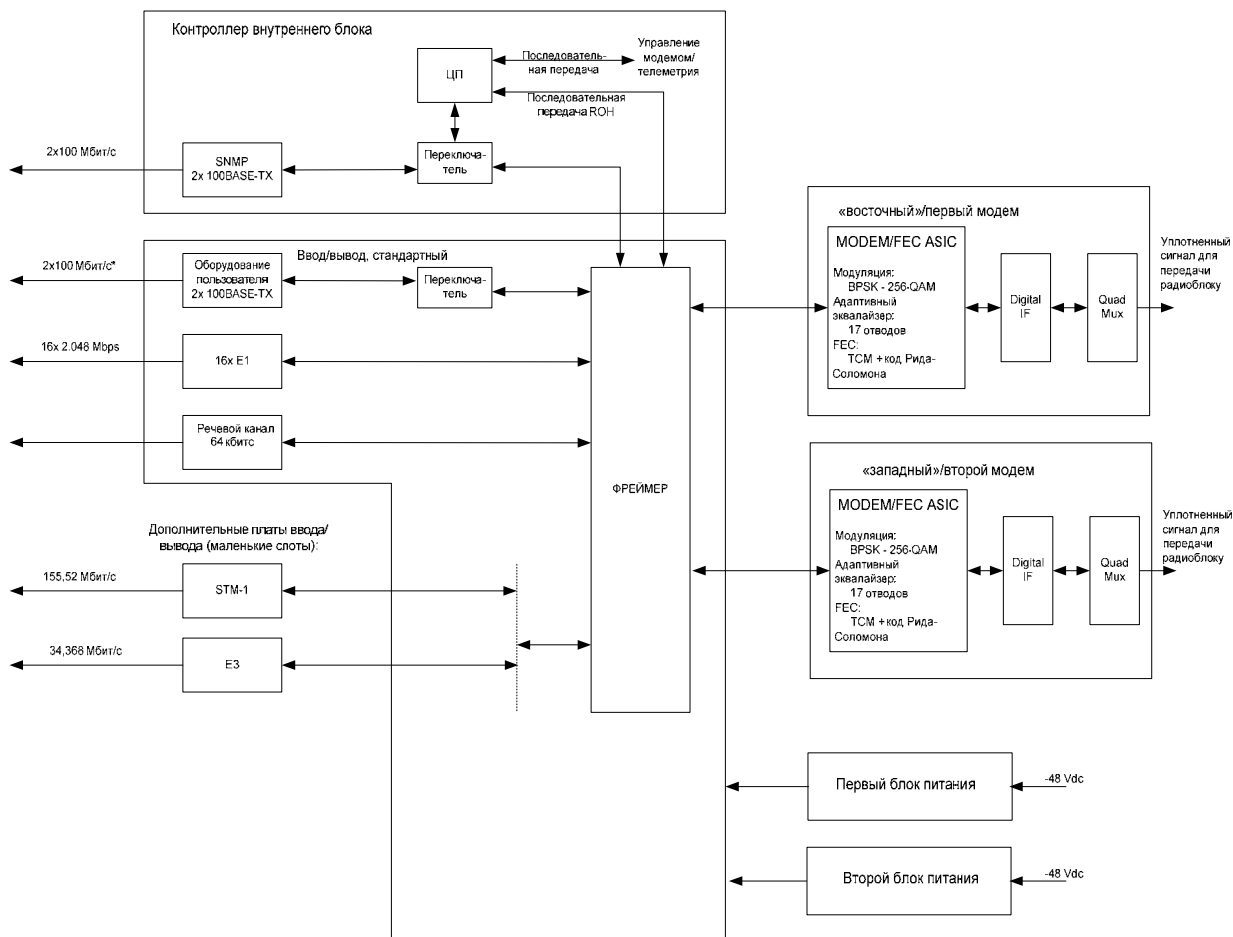 Контроллер внутреннего блока
ЦП
Последователь-
ная передача
Управление
модемом/
телеметрия
Последовательная
передача ROH
2x100 Мбит/с
SNMP
2x 100BASE-TX
Переключа-
тель
Ввод/вывод, стандартный
2x100 Мбит/с*
Оборудование
пользователя
2x 100BASE-TX
Переключа-
тель
16x 2.048 Mbps
16x E1
Речевой канал
64 кбитс
ФРЕЙМЕР
Дополнительные платы ввода/
вывода (маленькие слоты):
155,52 Мбит/с
STM-1
34,368 Мбит/с
E3
«восточный»/первый модем
MODEM/FEC ASIC
Модуляция:
BPSK - 256-QAM
Адаптивный
эквалайзер:
17 отводов
FEC:
TCM + код Рида-
Соломона
Digital
IF
Quad
Mux
Уплотненный
сигнал для
передачи
радиоблоку
«западный»/второй модем
MODEM/FEC ASIC
Модуляция:
BPSK - 256-QAM
Адаптивный
эквалайзер:
17 отводов
FEC:
TCM + код Рида-
Соломона
Digital
IF
Quad
Mux
Уплотненный
сигнал для
передачи
радиоблоку
Первый блок питания
-48 Vdc
Второй блок питания
-48 Vdc